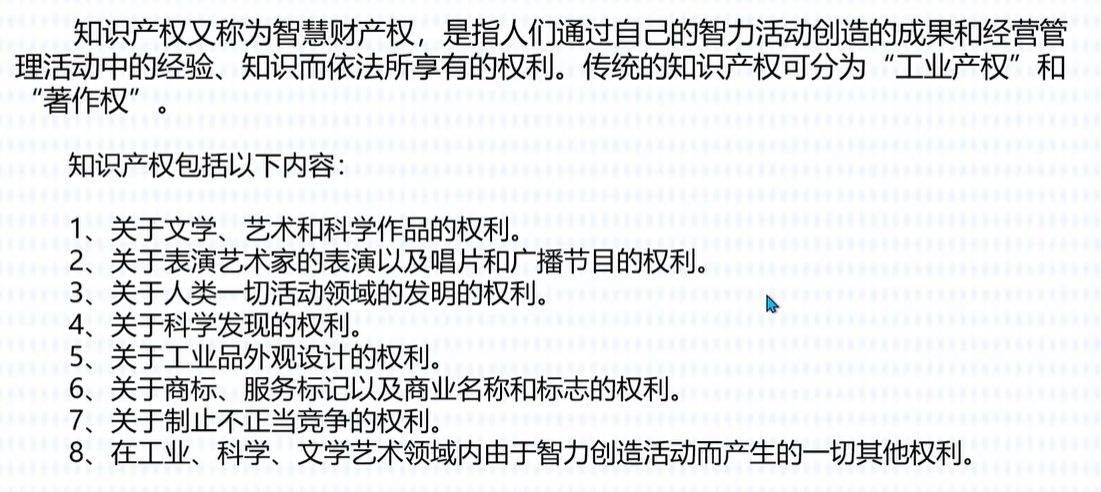 知识产权又称为智慧财产权，是指人们通过自己的智力活动创造的成果和经营管
理活动中的经验、知识而依法所享有的权利。传统的知识产权可分为“工业产权”和
“著作权”。
知识产权包括以下内容：
1、关于文学、艺术和科学作品的权利。
2、关于表演艺术家的表演以及唱片和广播节目的权利。
3、关于人类一切活动领域的发明的权利。
4、关于科学发现的权利。
5、关于工业品外观设计的权利。
6、关于商标、服务标记以及商业名称和标志的权利。
7、关于制止不正当竞争的权利。
8、在工业、科学、文学艺术领域内由于智力创造活动而产生的一切其他权利。